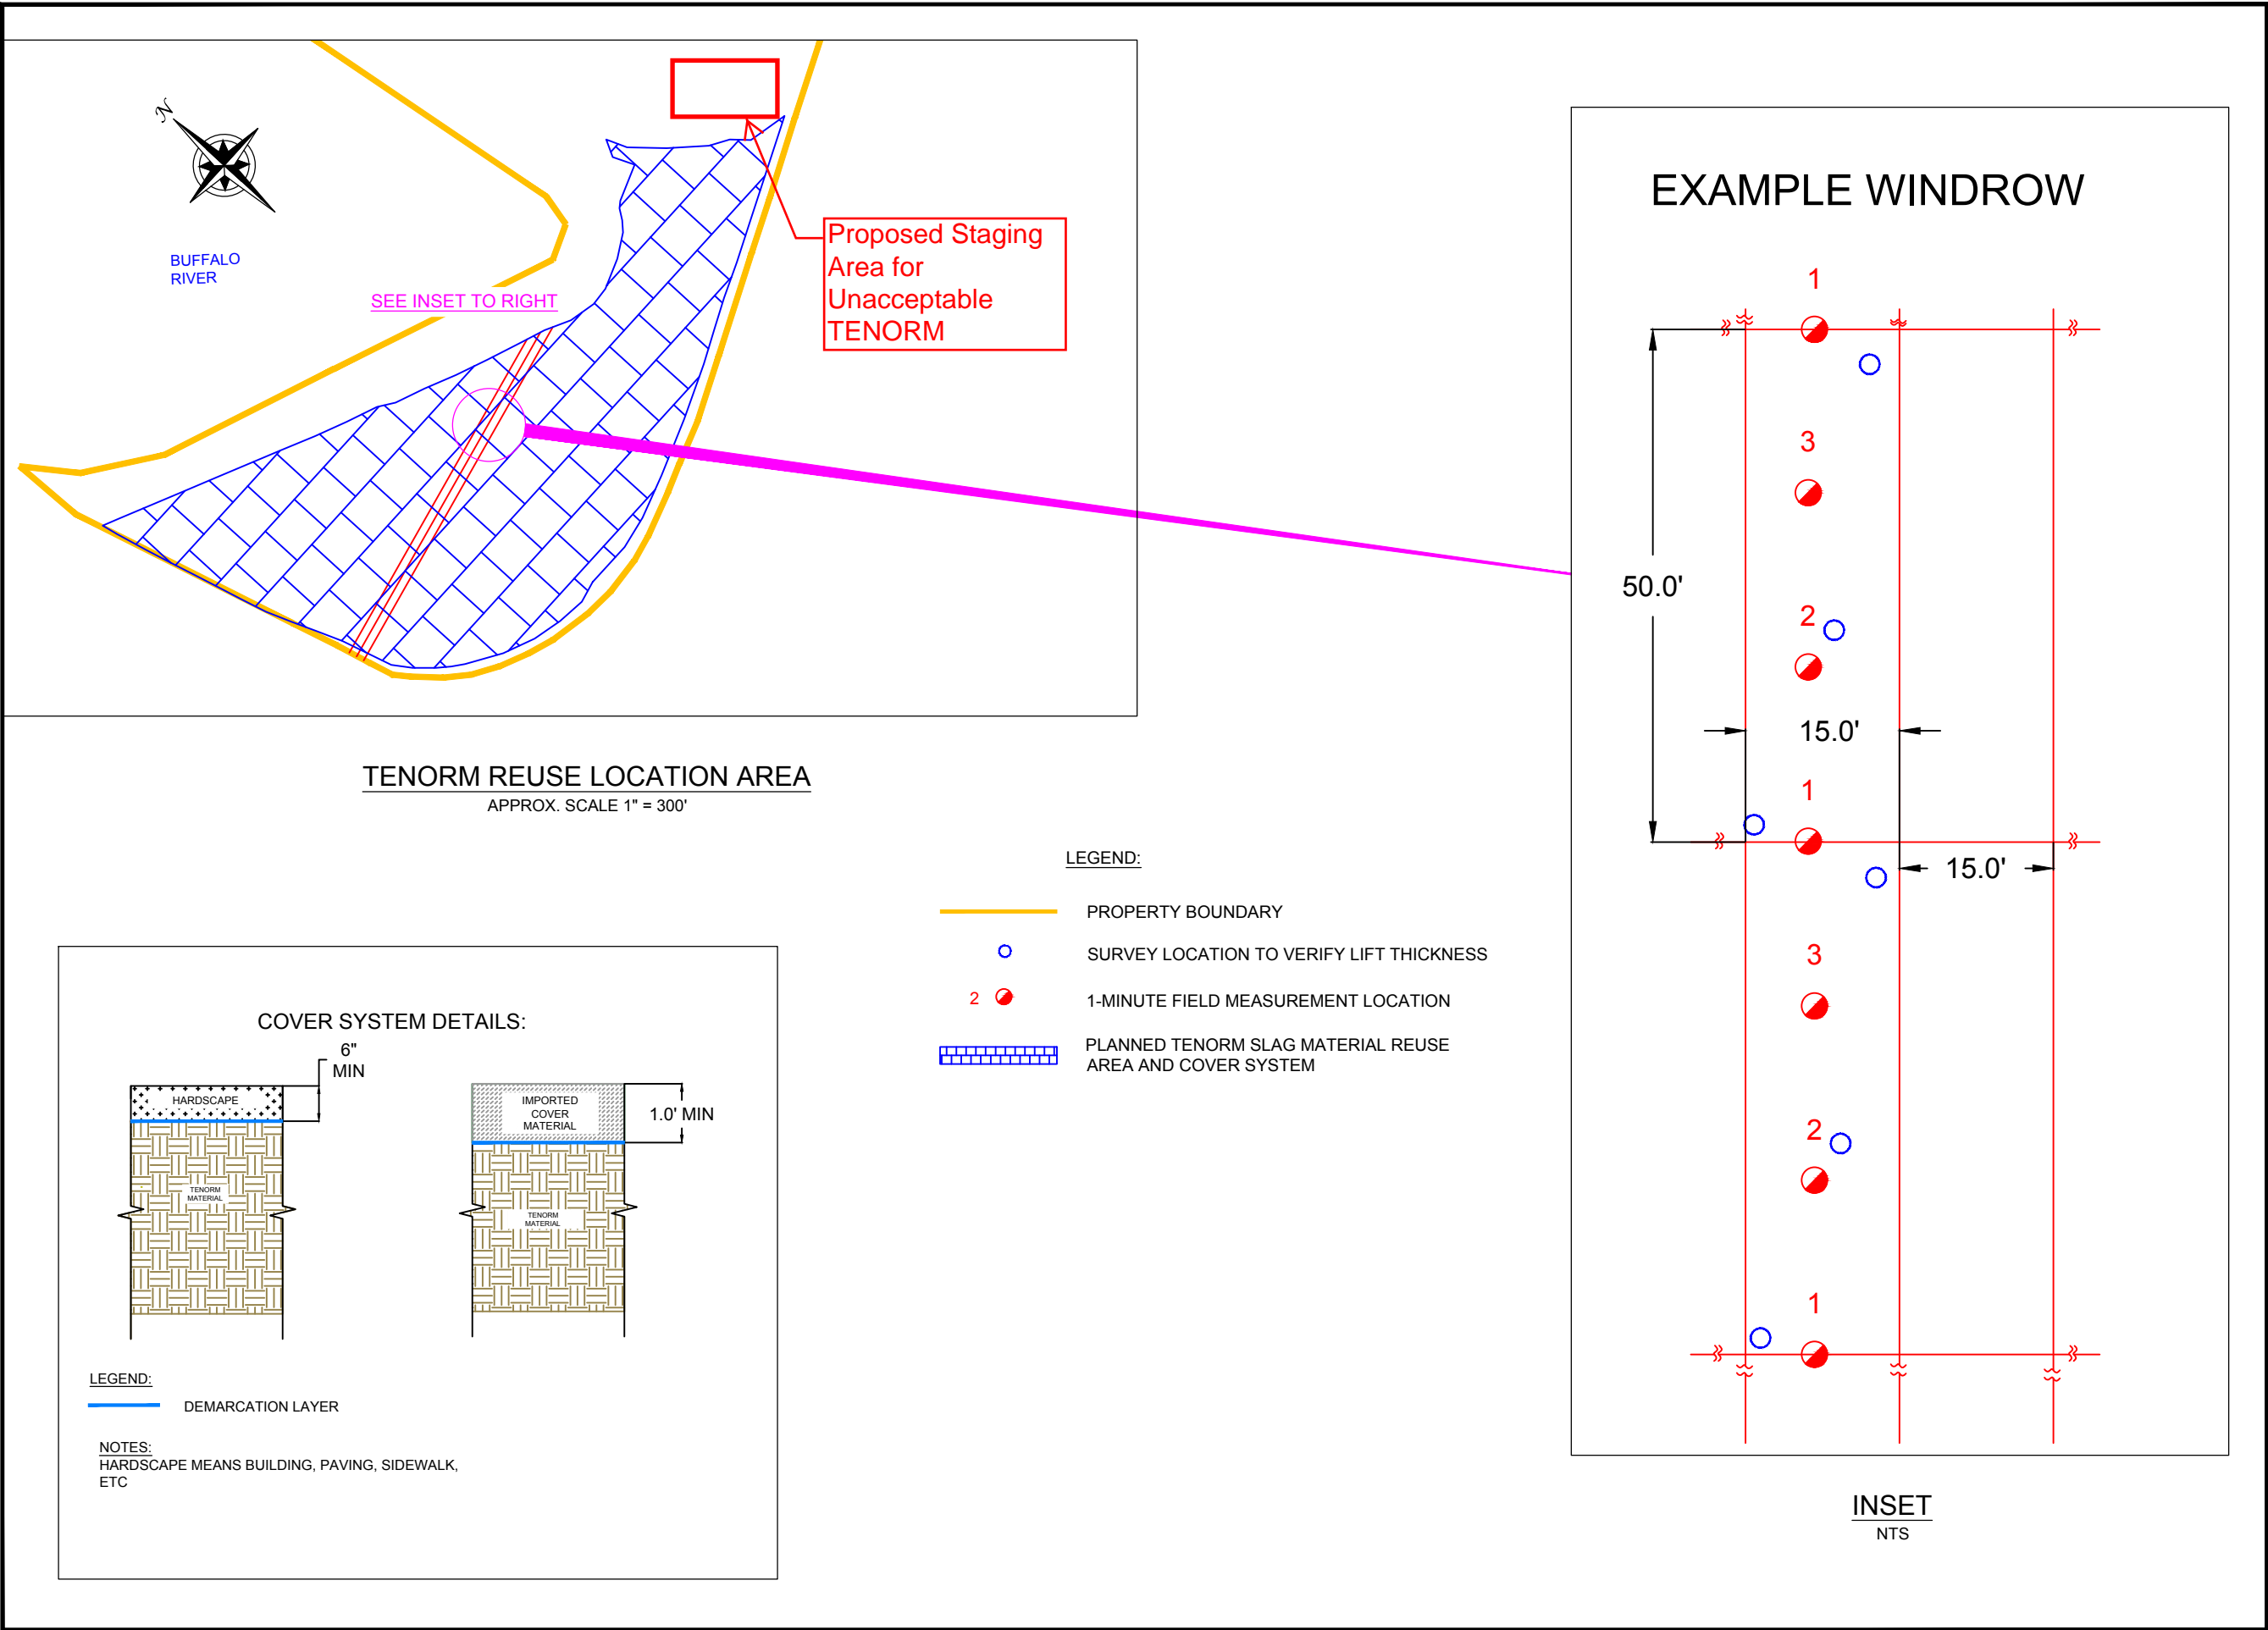 N
BUFFALO
RIVER
SEE INSET TO RIGHT
Proposed Staging
Area for
Unacceptable
TENORM
TENORM REUSE LOCATION AREA
APPROX. SCALE 1" = 300'
COVER SYSTEM DETAILS:
6"
MIN
HARDSCAPE
TENORM
MATERIAL
IMPORTED
COVER
MATERIAL
1.0' MIN
TENORM
MATERIAL
LEGEND:
DEMARCATION LAYER
NOTES:
HARDSCAPE MEANS BUILDING, PAVING, SIDEWALK,
ETC
LEGEND:
PROPERTY BOUNDARY
SURVEY LOCATION TO VERIFY LIFT THICKNESS
2
1-MINUTE FIELD MEASUREMENT LOCATION
PLANNED TENORM SLAG MATERIAL REUSE
AREA AND COVER SYSTEM
EXAMPLE WINDROW
1
3
50.0'
2
15.0'
1
15.0'
3
2
1
INSET
NTS